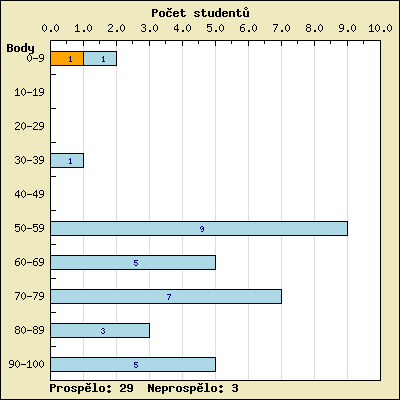 Počet studentů
0.0 1.0 2.0 3.0 4.0 5.0 6.0 7.0 8.0 9.0 10.0
Body
0-9 1 1
10-19
20-29
30-39 1
40-49
50-59 9
60-69 5
70-79 7
80-89 3
90-100 5
Prospělo: 29 Neprospělo: 3